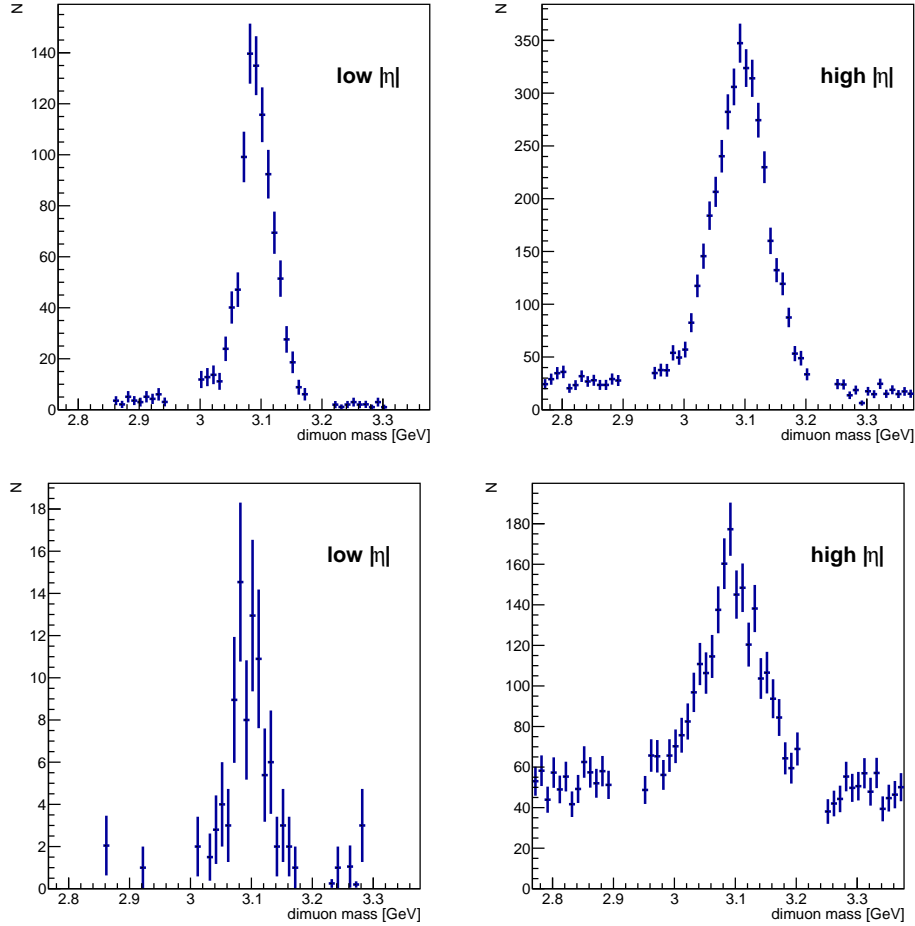 N
140
120
100
80
60
40
20
0
low |η|
2.8 2.9 3 3.1 3.2 3.3
dimuon mass [GeV]
N
350
300
250
200
150
100
50
0
high |η|
2.8 2.9 3 3.1 3.2 3.3
dimuon mass [GeV]
N
18
16
14
12
10
8
6
4
2
0
low |η|
2.8 2.9 3 3.1 3.2 3.3
dimuon mass [GeV]
N
180
160
140
120
100
80
60
40
20
0
high |η|
2.8 2.9 3 3.1 3.2 3.3
dimuon mass [GeV]